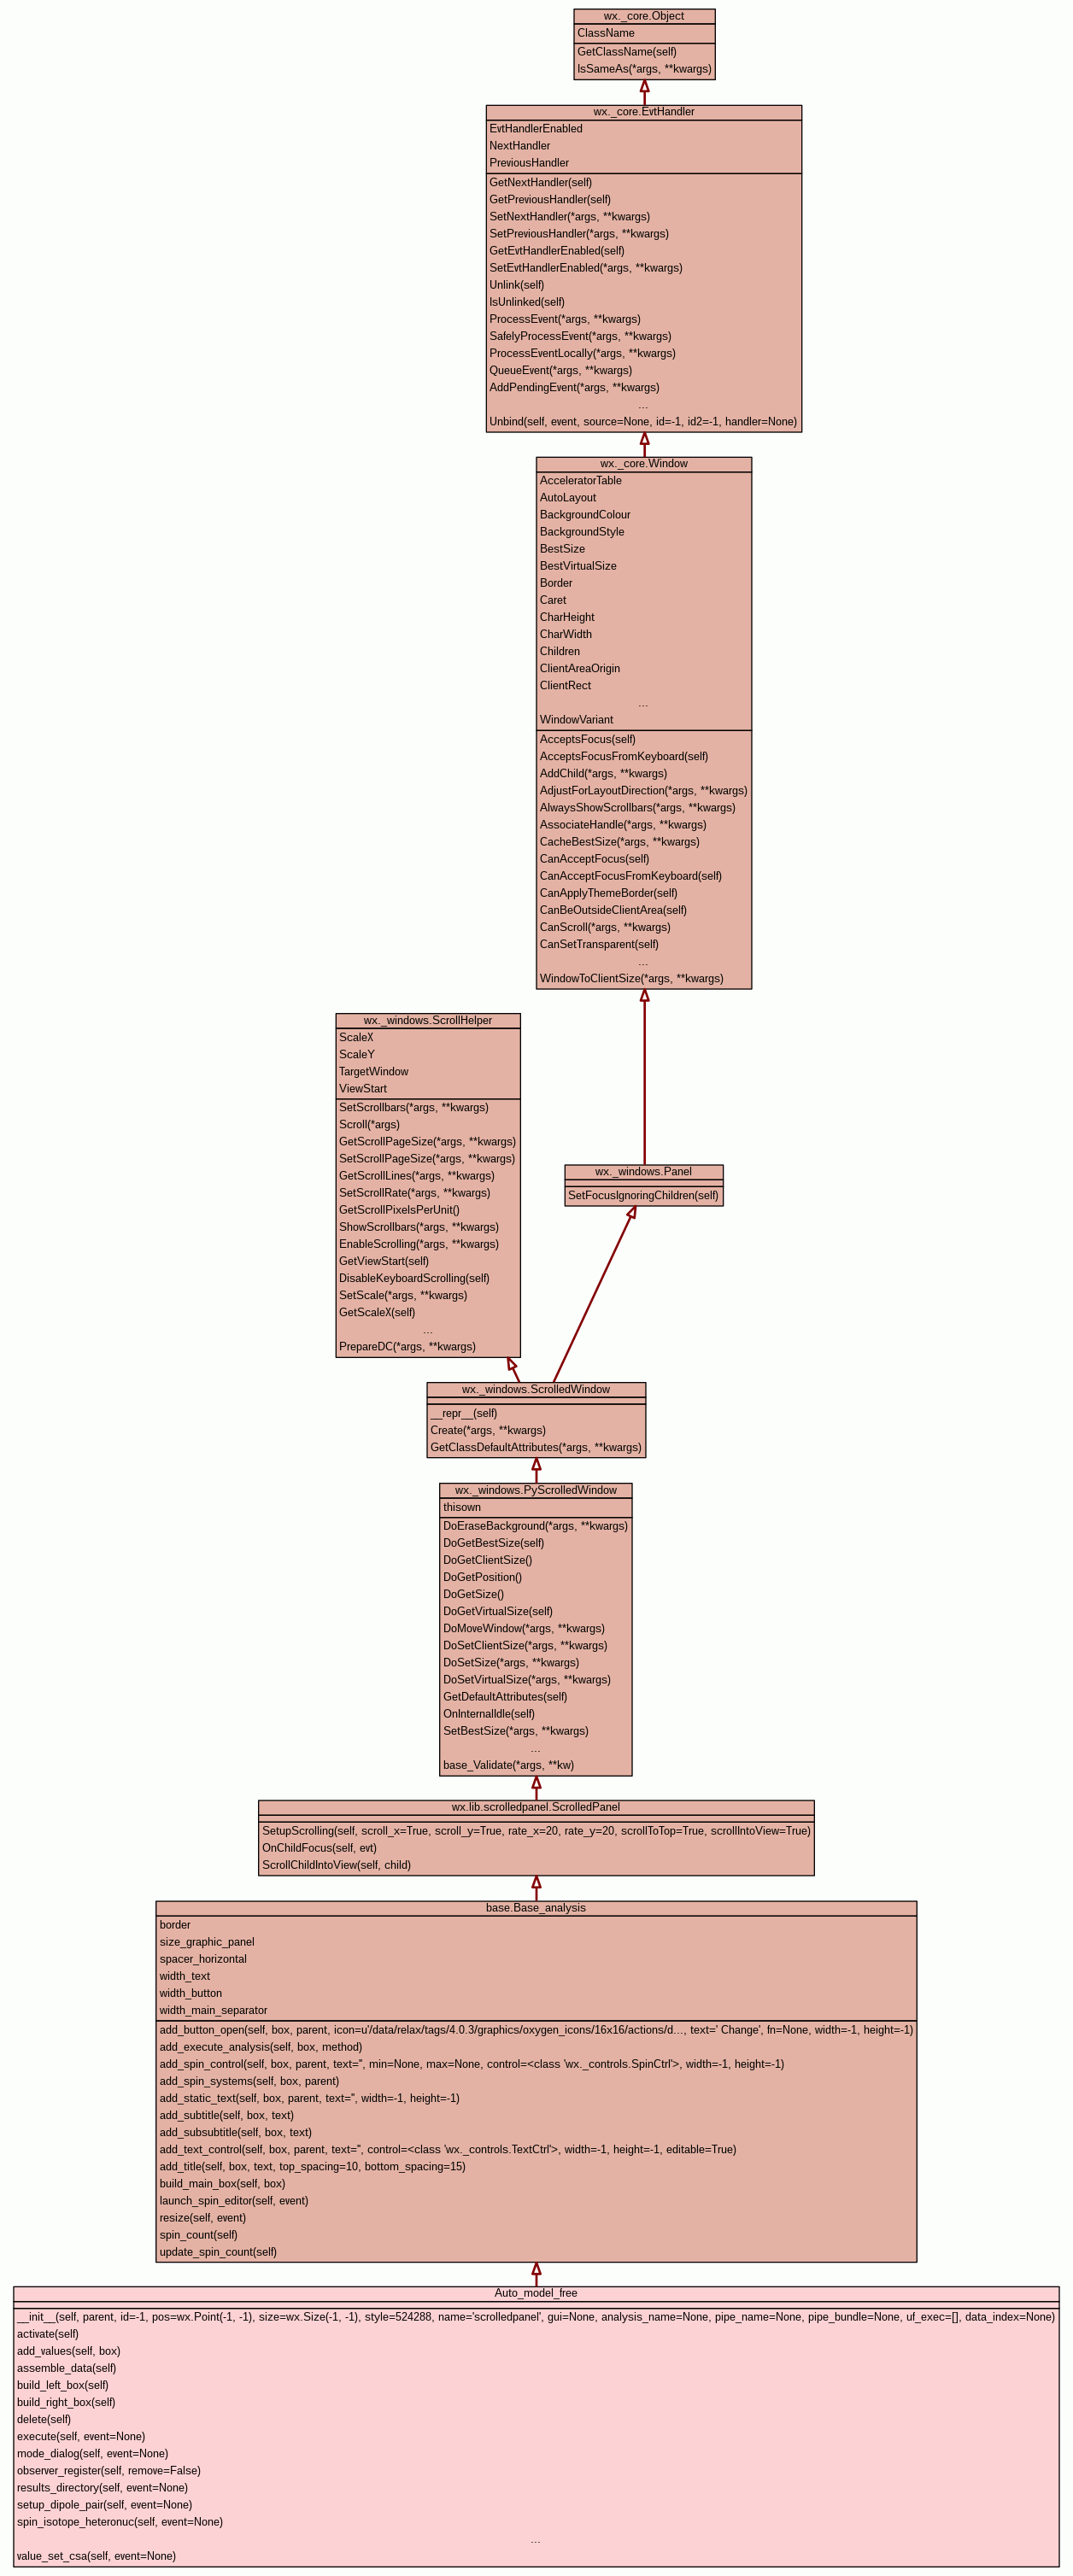 wx._core.Object
ClassName
GetClassName(self)
IsSameAs(*args, **kwargs)
wx._core.EvtHandler
EvtHandlerEnabled
NextHandler
PreviousHandler
GetNextHandler(self)
GetPreviousHandler(self)
SetNextHandler(*args, **kwargs)
SetPreviousHandler(*args, **kwargs)
GetEvtHandlerEnabled(self)
SetEvtHandlerEnabled(*args, **kwargs)
Unlink(self)
IsUnlinked(self)
ProcessEvent(*args, **kwargs)
SafelyProcessEvent(*args, **kwargs)
ProcessEventLocally(*args, **kwargs)
QueueEvent(*args, **kwargs)
AddPendingEvent(*args, **kwargs)
...
Unbind(self, event, source=None, id=-1, id2=-1, handler=None)
wx._core.Window
AcceleratorTable
AutoLayout
BackgroundColour
BackgroundStyle
BestSize
BestVirtualSize
Border
Caret
CharHeight
CharWidth
Children
ClientAreaOrigin
ClientRect
...
WindowVariant
AcceptsFocus(self)
AcceptsFocusFromKeyboard(self)
AddChild(*args, **kwargs)
AdjustForLayoutDirection(*args, **kwargs)
AlwaysShowScrollbars(*args, **kwargs)
AssociateHandle(*args, **kwargs)
CacheBestSize(*args, **kwargs)
CanAcceptFocus(self)
CanAcceptFocusFromKeyboard(self)
CanApplyThemeBorder(self)
CanBeOutsideClientArea(self)
CanScroll(*args, **kwargs)
CanSetTransparent(self)
...
WindowToClientSize(*args, **kwargs)
wx._windows.ScrollHelper
ScaleX
ScaleY
TargetWindow
ViewStart
SetScrollbars(*args, **kwargs)
Scroll(*args)
GetScrollPageSize(*args, **kwargs)
SetScrollPageSize(*args, **kwargs)
GetScrollLines(*args, **kwargs)
SetScrollRate(*args, **kwargs)
GetScrollPixelsPerUnit()
ShowScrollbars(*args, **kwargs)
EnableScrolling(*args, **kwargs)
GetViewStart(self)
DisableKeyboardScrolling(self)
SetScale(*args, **kwargs)
GetScaleX(self)
...
PrepareDC(*args, **kwargs)
wx._windows.Panel
SetFocusIgnoringChildren(self)
wx._windows.ScrolledWindow
__repr__(self)
Create(*args, **kwargs)
GetClassDefaultAttributes(*args, **kwargs)
wx._windows.PyScrolledWindow
thisown
DoEraseBackground(*args, **kwargs)
DoGetBestSize(self)
DoGetClientSize()
DoGetPosition()
DoGetSize()
DoGetVirtualSize(self)
DoMoveWindow(*args, **kwargs)
DoSetClientSize(*args, **kwargs)
DoSetSize(*args, **kwargs)
DoSetVirtualSize(*args, **kwargs)
GetDefaultAttributes(self)
OnInternalIdle(self)
SetBestSize(*args, **kwargs)
...
base_Validate(*args, **kw)
wx.lib.scrolledpanel.ScrolledPanel
SetupScrolling(self, scroll_x=True, scroll_y=True, rate_x=20, rate_y=20, scrollToTop=True, scrollIntoView=True)
OnChildFocus(self, evt)
ScrollChildIntoView(self, child)
base.Base_analysis
border
size_graphic_panel
spacer_horizontal
width_text
width_button
width_main_separator
add_button_open(self, box, parent, icon=u'/data/relax/tags/4.0.3/graphics/oxygen_icons/16x16/actions/d..., text=' Change', fn=None, width=-1, height=-1)
add_execute_analysis(self, box, method)
add_spin_control(self, box, parent, text='', min=None, max=None, control=<class 'wx._controls.SpinCtrl'>, width=-1, height=-1)
add_spin_systems(self, box, parent)
add_static_text(self, box, parent, text='', width=-1, height=-1)
add_subtitle(self, box, text)
add_subsubtitle(self, box, text)
add_text_control(self, box, parent, text='', control=<class 'wx._controls.TextCtrl'>, width=-1, height=-1, editable=True)
add_title(self, box, text, top_spacing=10, bottom_spacing=15)
build_main_box(self, box)
launch_spin_editor(self, event)
resize(self, event)
spin_count(self)
update_spin_count(self)
Auto_model_free
__init__(self, parent, id=-1, pos=wx.Point(-1, -1), size=wx.Size(-1, -1), style=524288, name='scrolledpanel', gui=None, analysis_name=None, pipe_name=None, pipe_bundle=None, uf_exec=[], data_index=None)
activate(self)
add_values(self, box)
assemble_data(self)
build_left_box(self)
build_right_box(self)
delete(self)
execute(self, event=None)
mode_dialog(self, event=None)
observer_register(self, remove=False)
results_directory(self, event=None)
setup_dipole_pair(self, event=None)
spin_isotope_heteronuc(self, event=None)
...
value_set_csa(self, event=None)